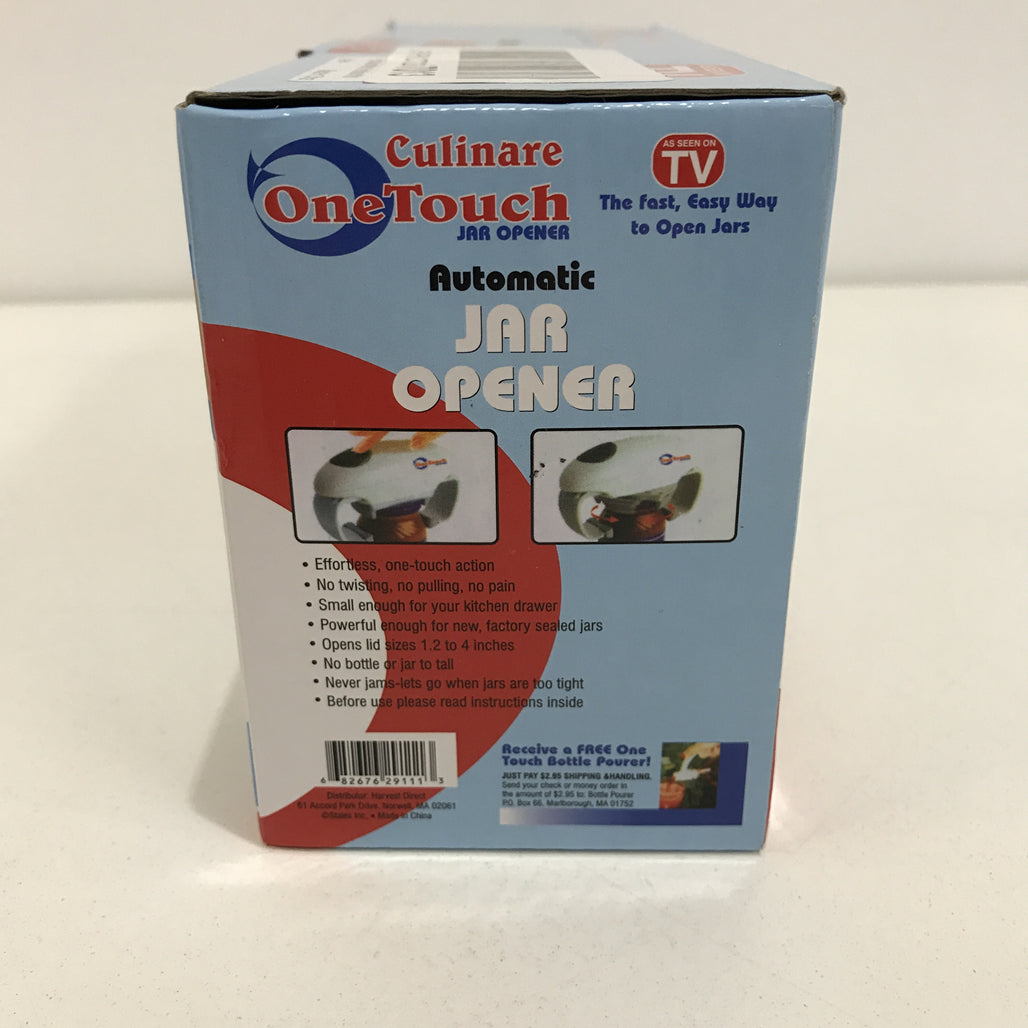 Culinare
OneTouch
JAR OPENER
AS SEEN ON
TV
The Fast, Easy Way
to Open Jars
Automatic
JAR
OPENER
• Effortless, one-touch action
• No twisting, no pulling, no pain
• Small enough for your kitchen drawer
• Powerful enough for new, factory sealed jars
• Opens lid sizes 1.2 to 4 inches
• No bottle or jar to tall
• Never jams-lets go when jars are too tight
• Before use please read instructions inside
6 82676 29111 3
Distributor: Harvest Direct
61 Accord Park Drive, Norwell, MA 02061
©Stalex Inc. • Made in China
Receive a FREE One
Touch Bottle Pourer!
JUST PAY $2.95 SHIPPING &HANDLING.
Send your check or money order in
the amount of $2.95 to: Bottle Pourer
P.O. Box 66, Marlborough, MA 01752